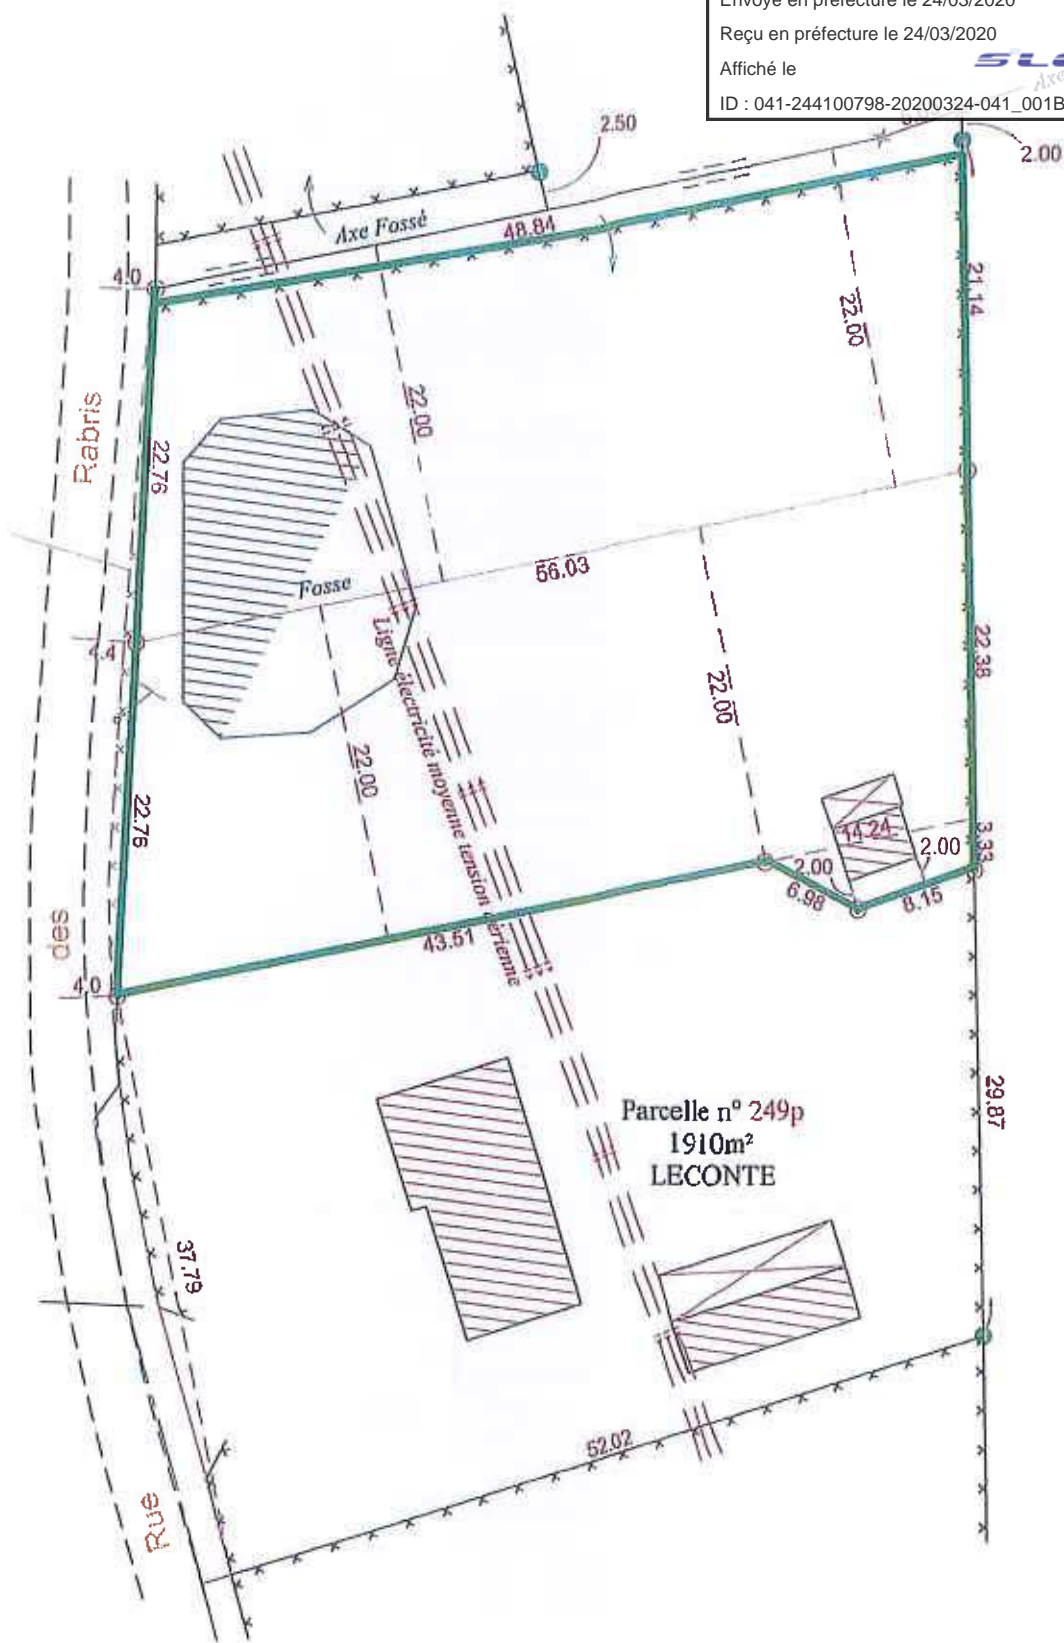 Envoyé en préfecture le 24/03/2020
Reçu en préfecture le 24/03/2020
Affiché le
ID : 041-244100798-20200324-041_001B
Axe
2.50
2.00
Axe Fossé
48.84
4.0
21.14
22.00
22.00
Rabris
22.76
56.03
Fosse
4.4
22.38
22.00
22.00
Ligne électricité moyenne tension aérienne
22.76
14.24
3.33
2.00
2.00
6.98
8.15
des
43.51
4.0
29.87
Parcelle n° 249p
1910m²
LECONTE
37.79
52.02
Rue